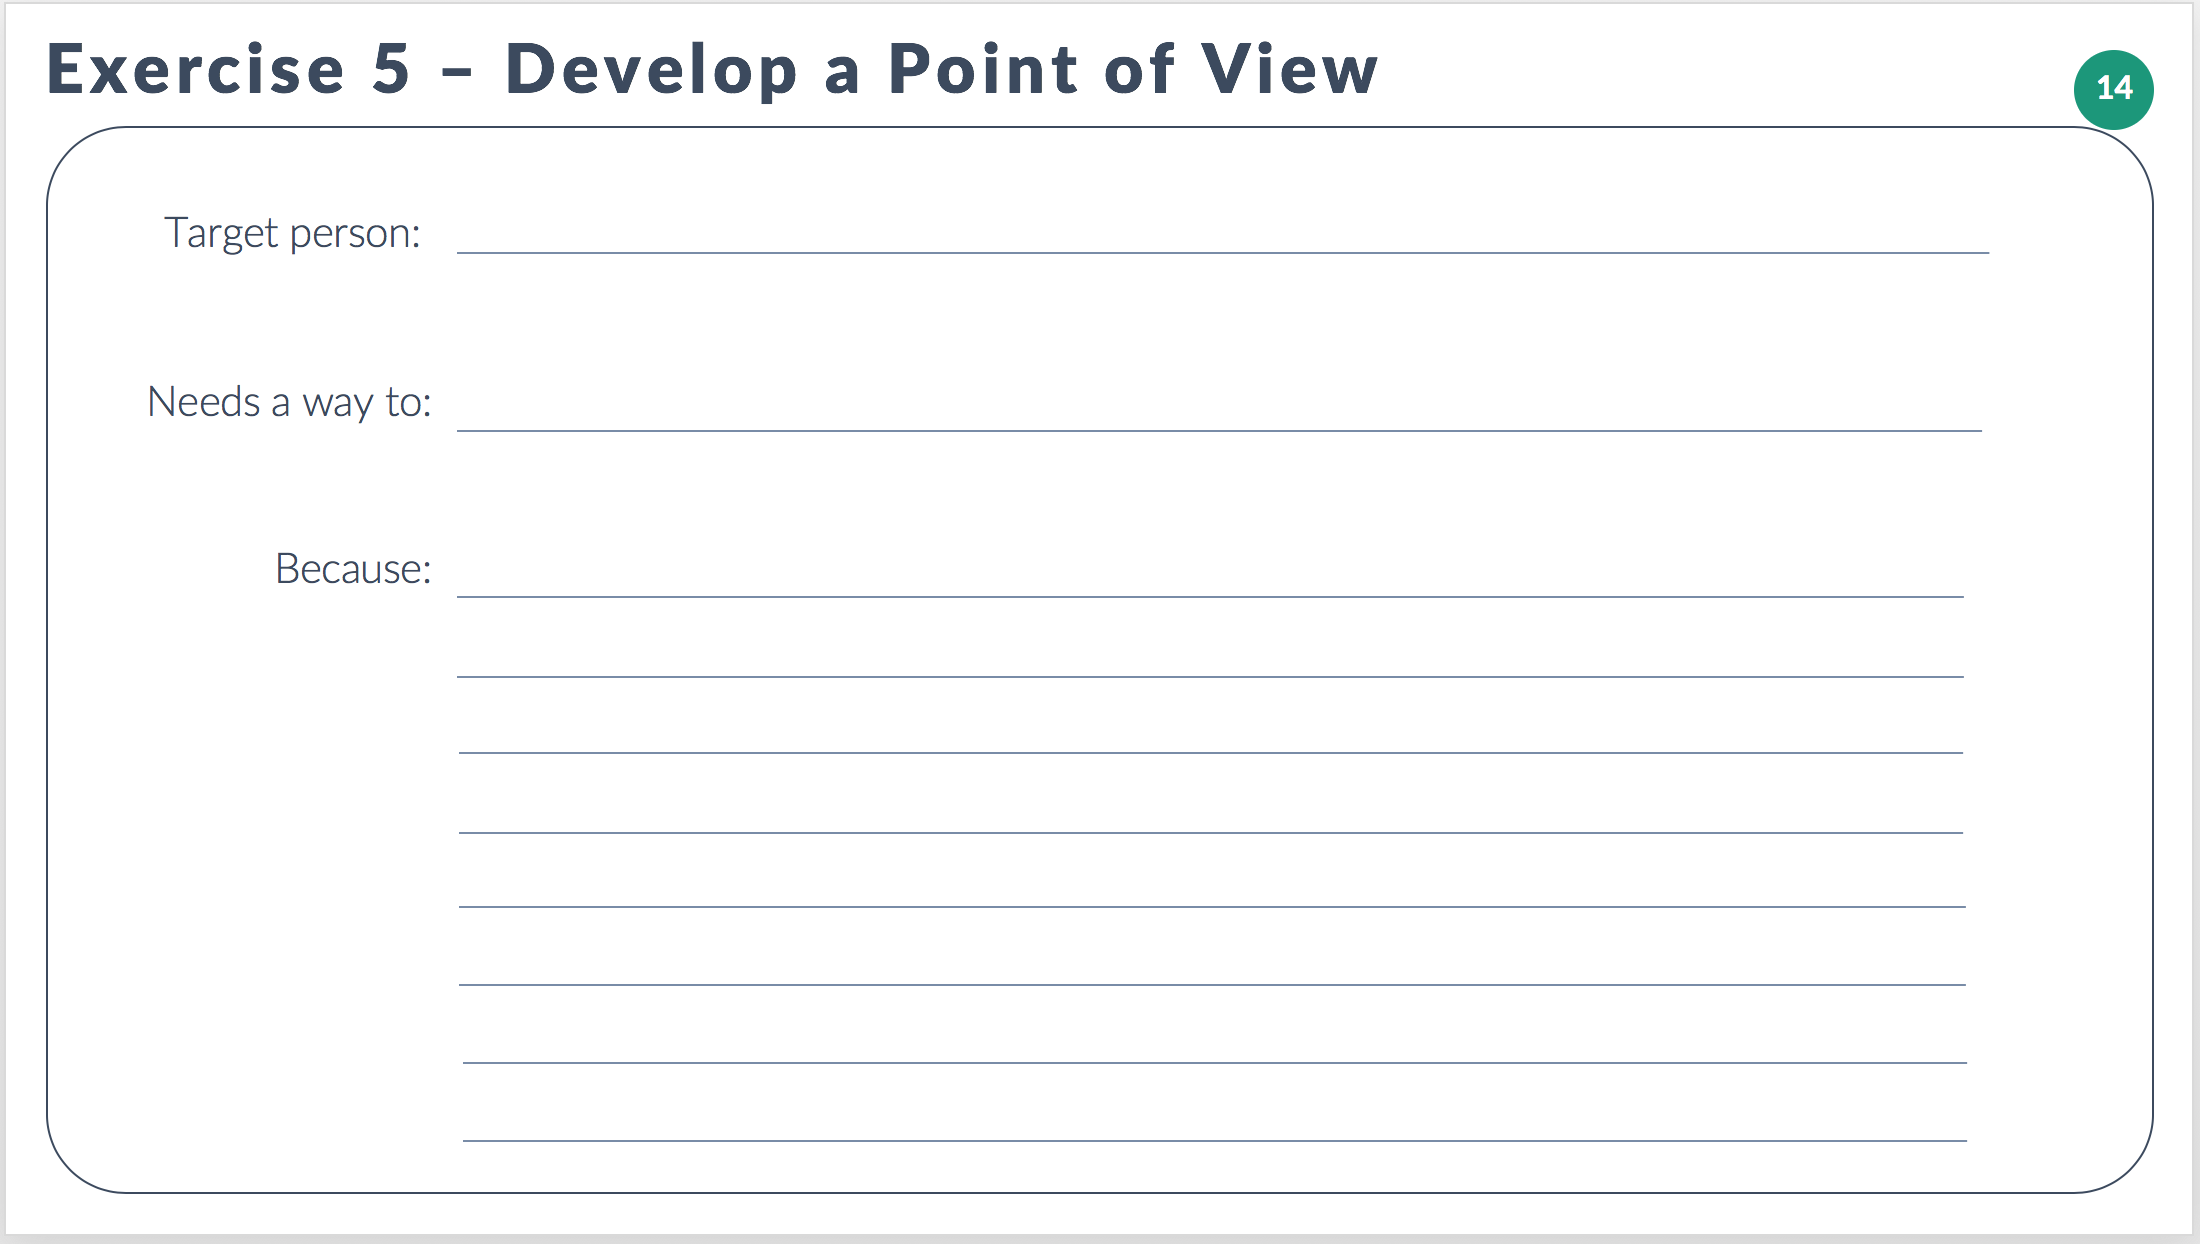 Exercise 5 – Develop a Point of View
14
Target person:
Needs a way to:
Because: